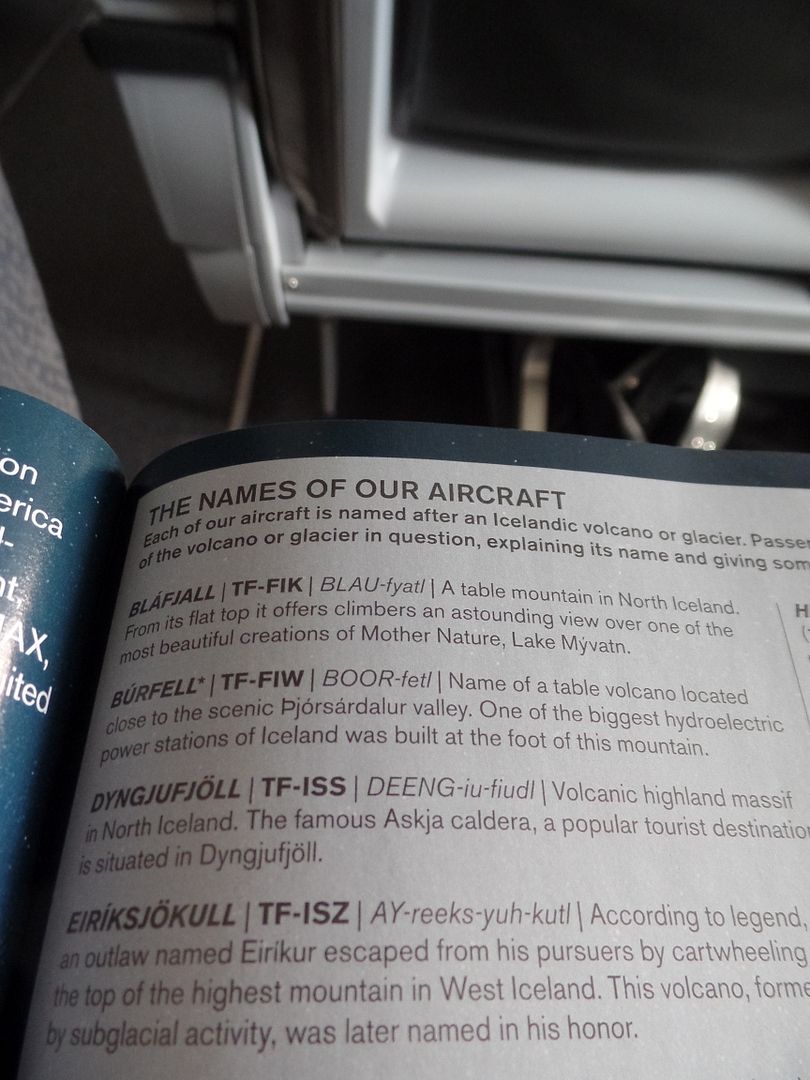 on
erica
nt,
MAX,
ited
THE NAMES OF OUR AIRCRAFT
Each of our aircraft is named after an Icelandic volcano or glacier. Passen
of the volcano or glacier in question, explaining its name and giving som
BLÁFJALL | TF-FIK | BLAU-fyatl | A table mountain in North Iceland.
From its flat top it offers climbers an astounding view over one of the
most beautiful creations of Mother Nature, Lake Mývatn.
BÚRFELL* | TF-FIW | BOOR-fetl | Name of a table volcano located
close to the scenic Þjórsárdalur valley. One of the biggest hydroelectric
power stations of Iceland was built at the foot of this mountain.
DYNGJUFJÖLL | TF-ISS | DEENG-iu-fiudl | Volcanic highland massif
in North Iceland. The famous Askja caldera, a popular tourist destination
is situated in Dyngjufjöll.
EIRÍKSJÖKULL | TF-ISZ | AY-reeks-yuh-kutl | According to legend,
an outlaw named Eiríkur escaped from his pursuers by cartwheeling
the top of the highest mountain in West Iceland. This volcano, forme
by subglacial activity, was later named in his honor.
H